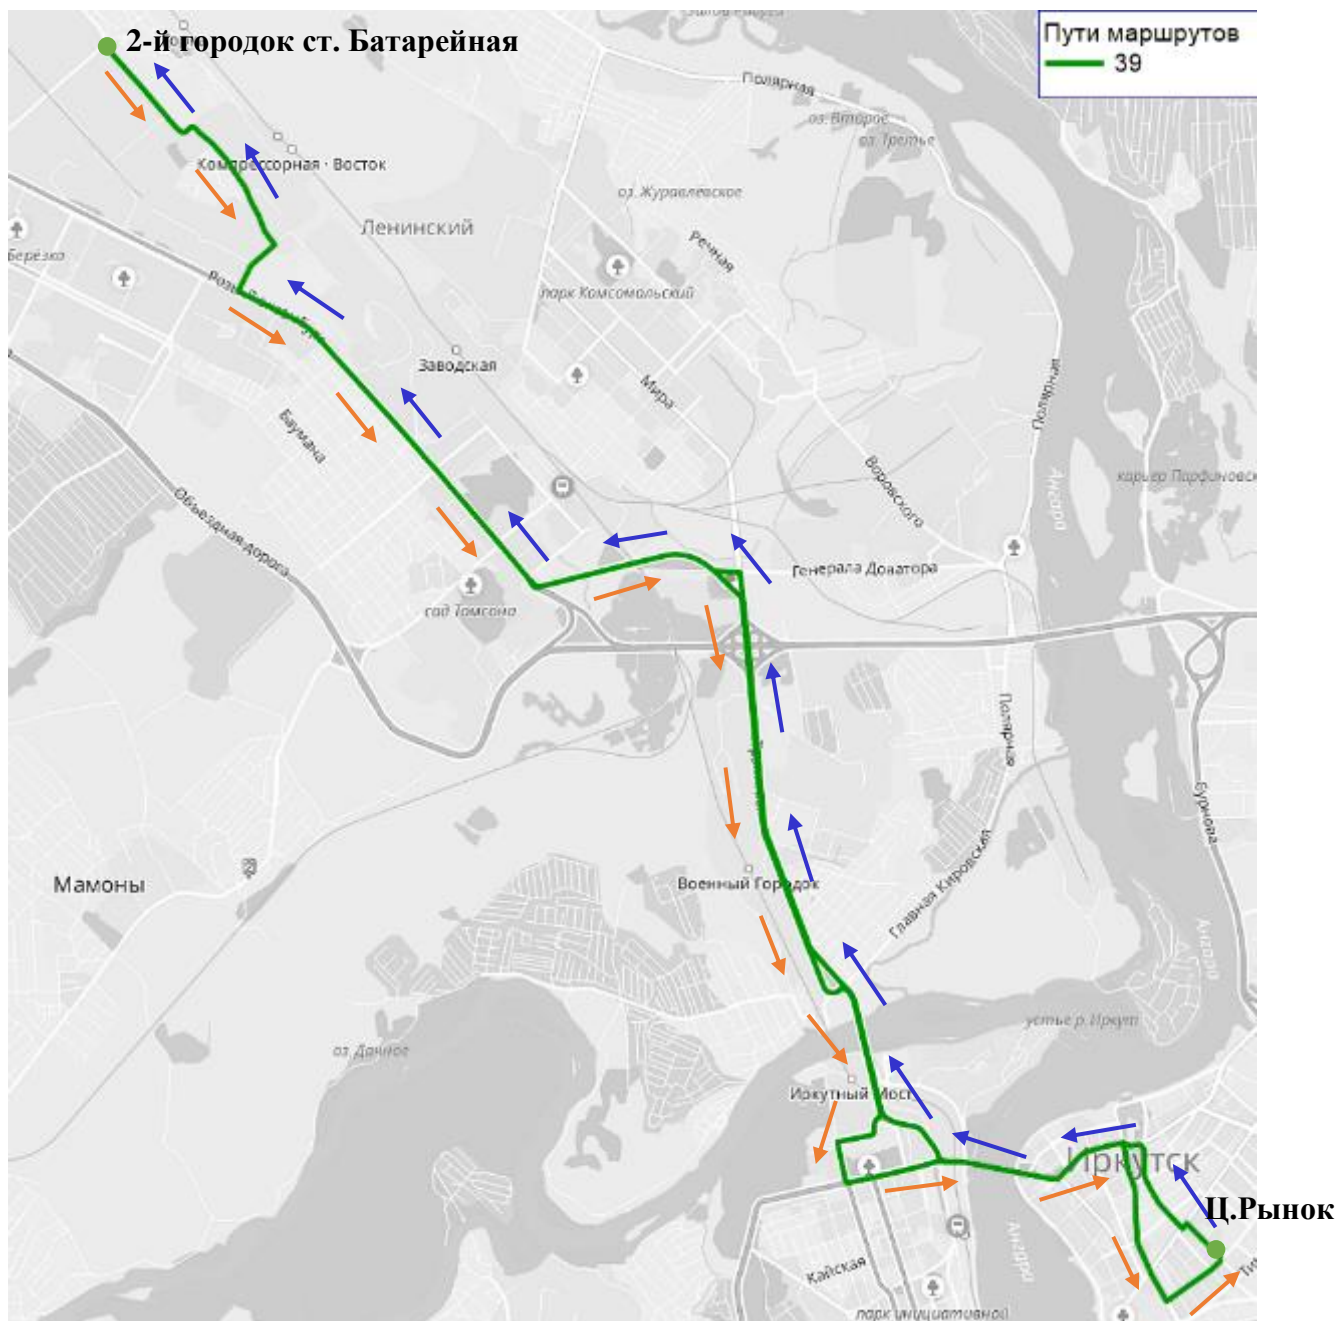 2-й городок ст. Батарейная
Пути маршрутов
39
Полярная
оз. Второе
оз. Третье
Компрессорная · Восток
оз. Журавлёвское
Ленинский
Речная
Берёзка
парк Комсомольский
Заводская
Мира
Полярная
Баумана
Воровского
Ангара
карьер Парфиновск
Объездная дорога
Генерала Доватора
сад Томсона
Полярная
Сурнова
Мамоны
Военный Городок
Главная Кировская
Ангара
устье р. Иркут
оз. Дачное
Иркутный Мост
Иркутск
Ц.Рынок
Ангара
Кайская
парк инициативной